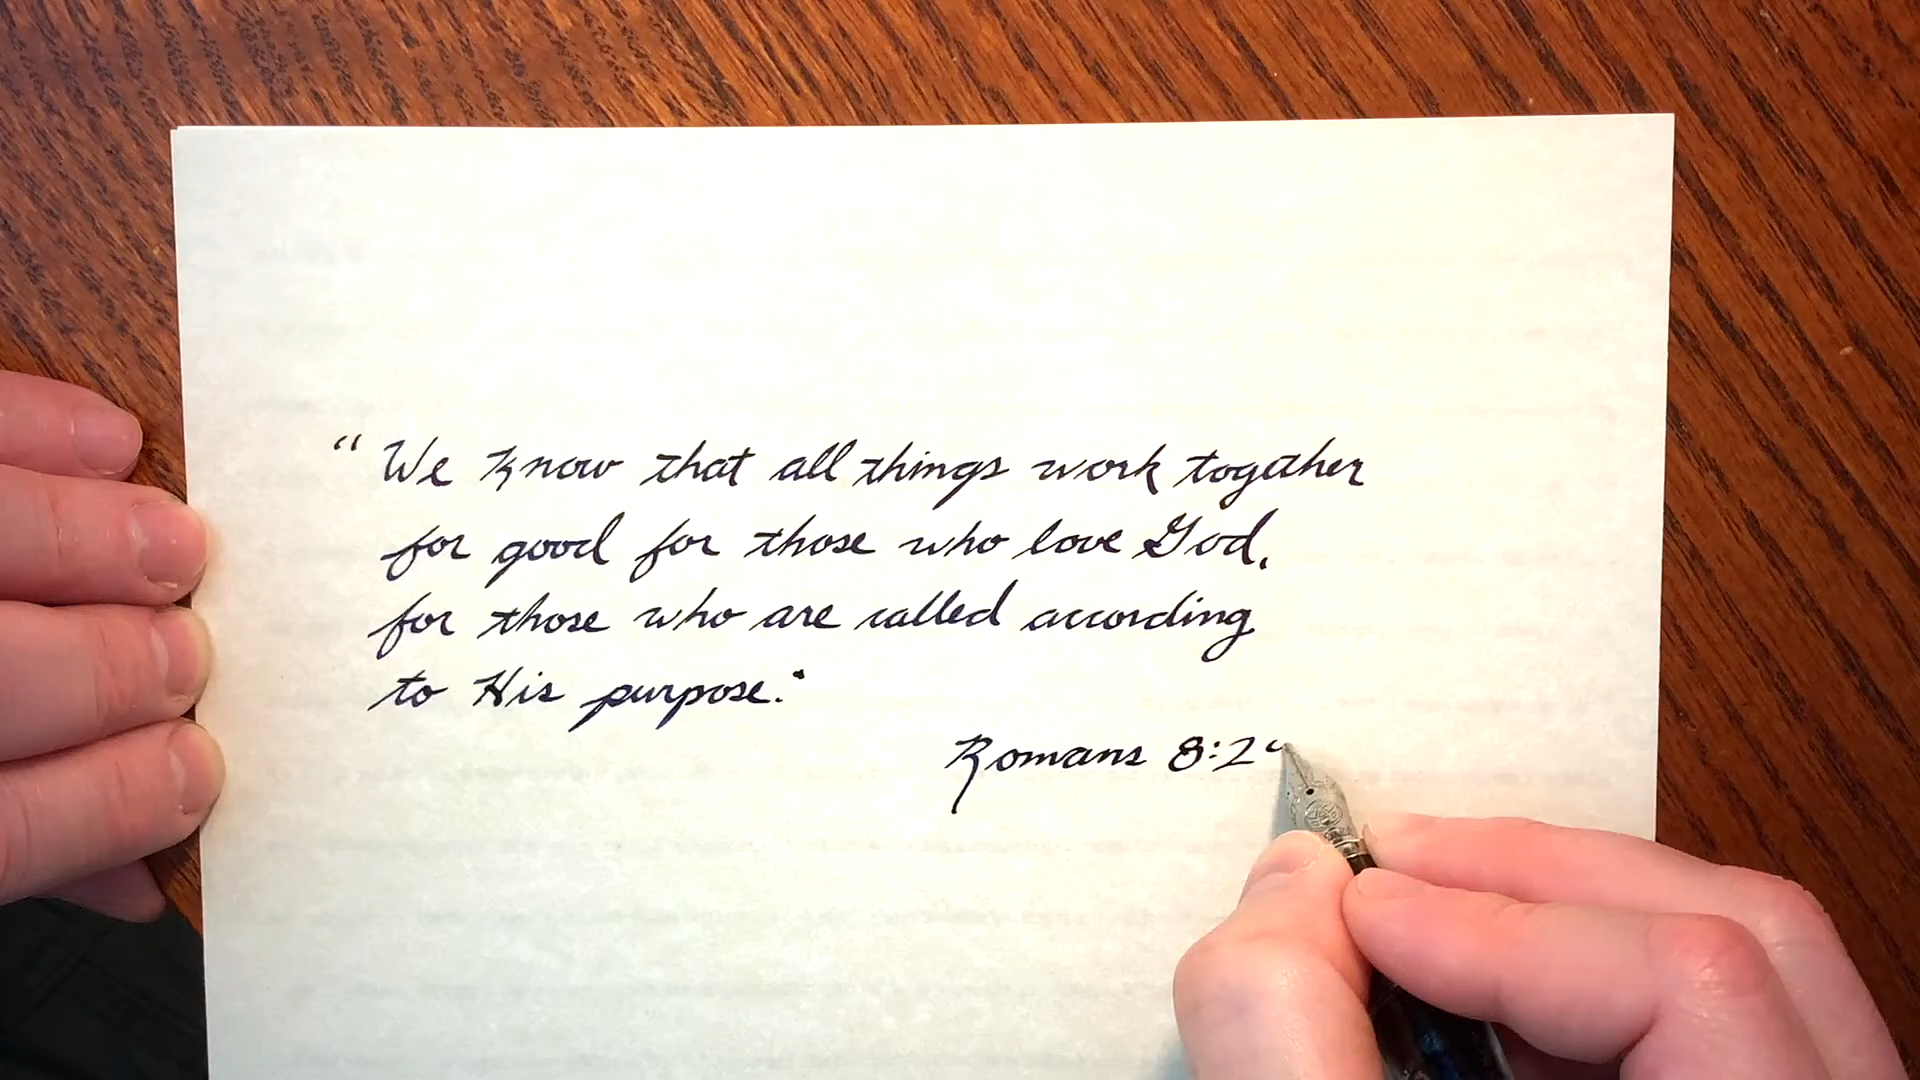 “We know that all things work together
for good for those who love God,
for those who are called according
to His purpose."
Romans 8:2